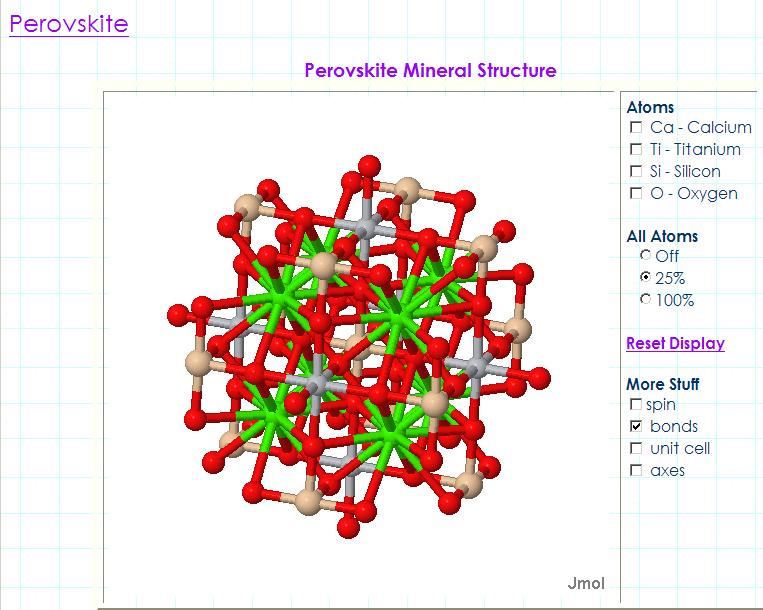 Perovskite
Perovskite Mineral Structure
Atoms
Ca - Calcium
Ti - Titanium
Si - Silicon
O - Oxygen
All Atoms
Off
25%
100%
Reset Display
More Stuff
spin
bonds
unit cell
axes
Jmol